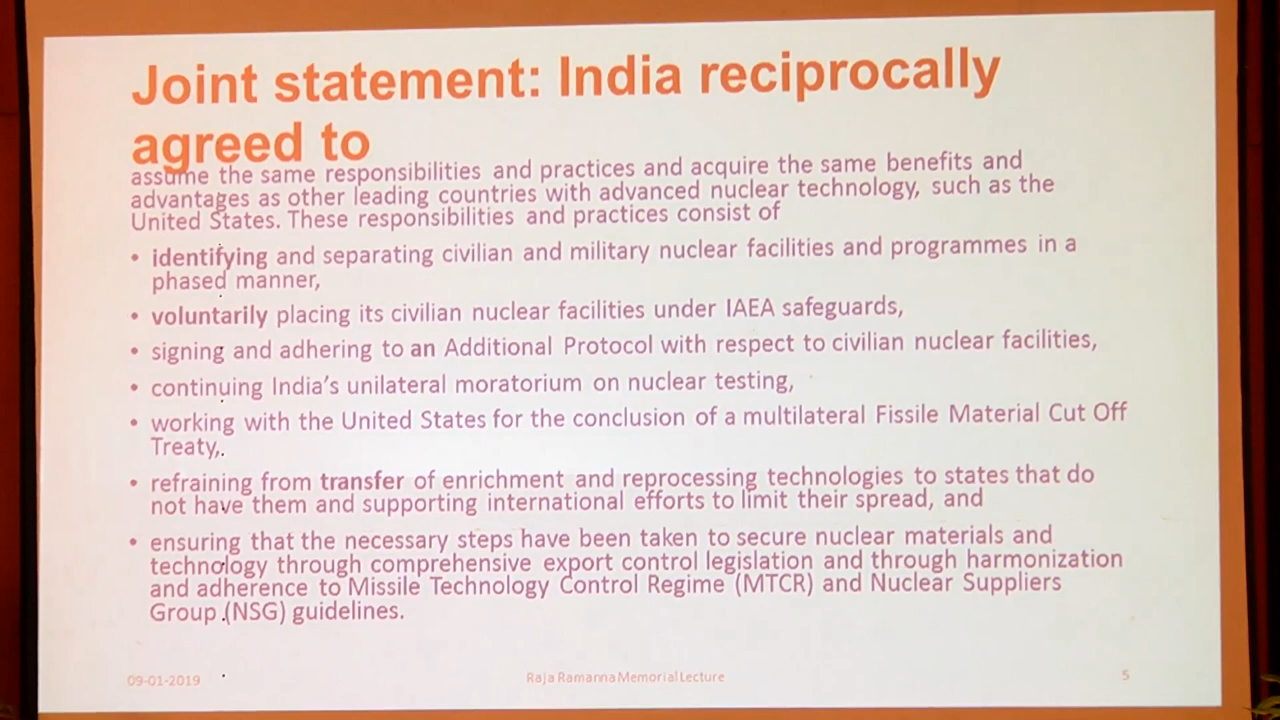 Joint statement: India reciprocally
agreed to
assume the same responsibilities and practices and acquire the same benefits and
advantages as other leading countries with advanced nuclear technology, such as the
United States. These responsibilities and practices consist of
• identifying and separating civilian and military nuclear facilities and programmes in a
phased manner,
• voluntarily placing its civilian nuclear facilities under IAEA safeguards,
• signing and adhering to an Additional Protocol with respect to civilian nuclear facilities,
• continuing India's unilateral moratorium on nuclear testing,
• working with the United States for the conclusion of a multilateral Fissile Material Cut Off
Treaty,.
• refraining from transfer of enrichment and reprocessing technologies to states that do
not have them and supporting international efforts to limit their spread, and
• ensuring that the necessary steps have been taken to secure nuclear materials and
technology through comprehensive export control legislation and through harmonization
and adherence to Missile Technology Control Regime (MTCR) and Nuclear Suppliers
Group (NSG) guidelines.
09-01-2019 Raja Ramanna Memorial Lecture 5